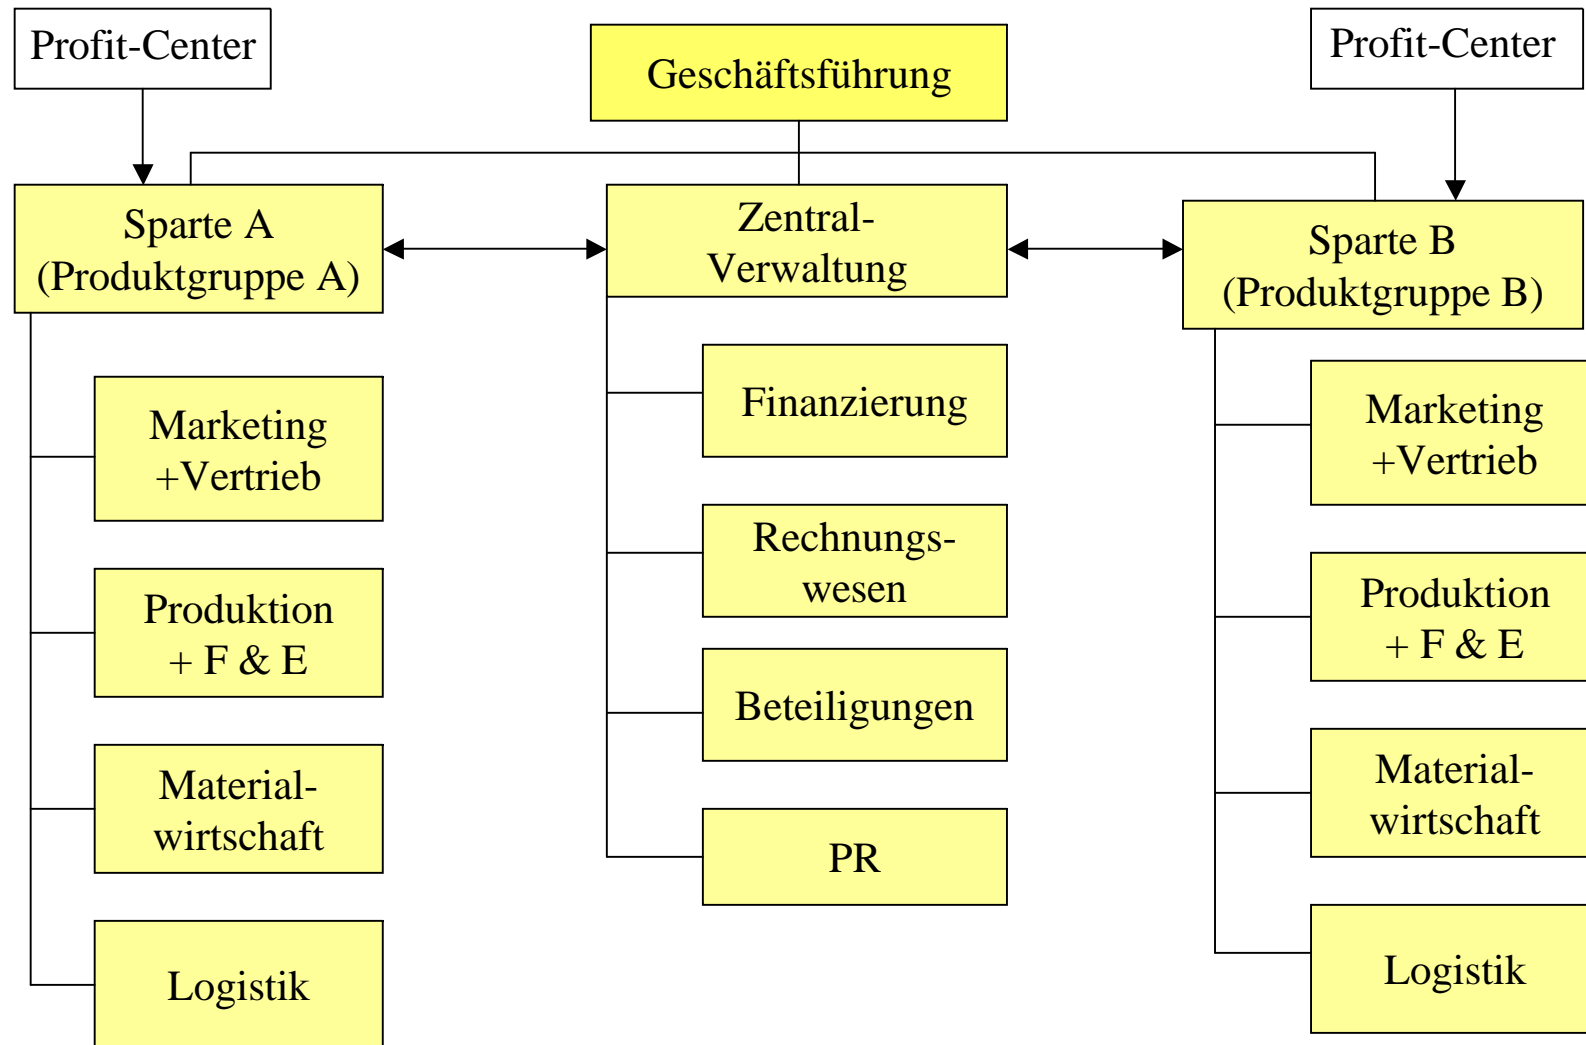 Profit-Center
Geschäftsführung
Profit-Center
Sparte A
(Produktgruppe A)
Zentral-
Verwaltung
Sparte B
(Produktgruppe B)
Marketing
+Vertrieb
Produktion
+ F & E
Material-
wirtschaft
Logistik
Finanzierung
Rechnungs-
wesen
Beteiligungen
PR
Marketing
+Vertrieb
Produktion
+ F & E
Material-
wirtschaft
Logistik